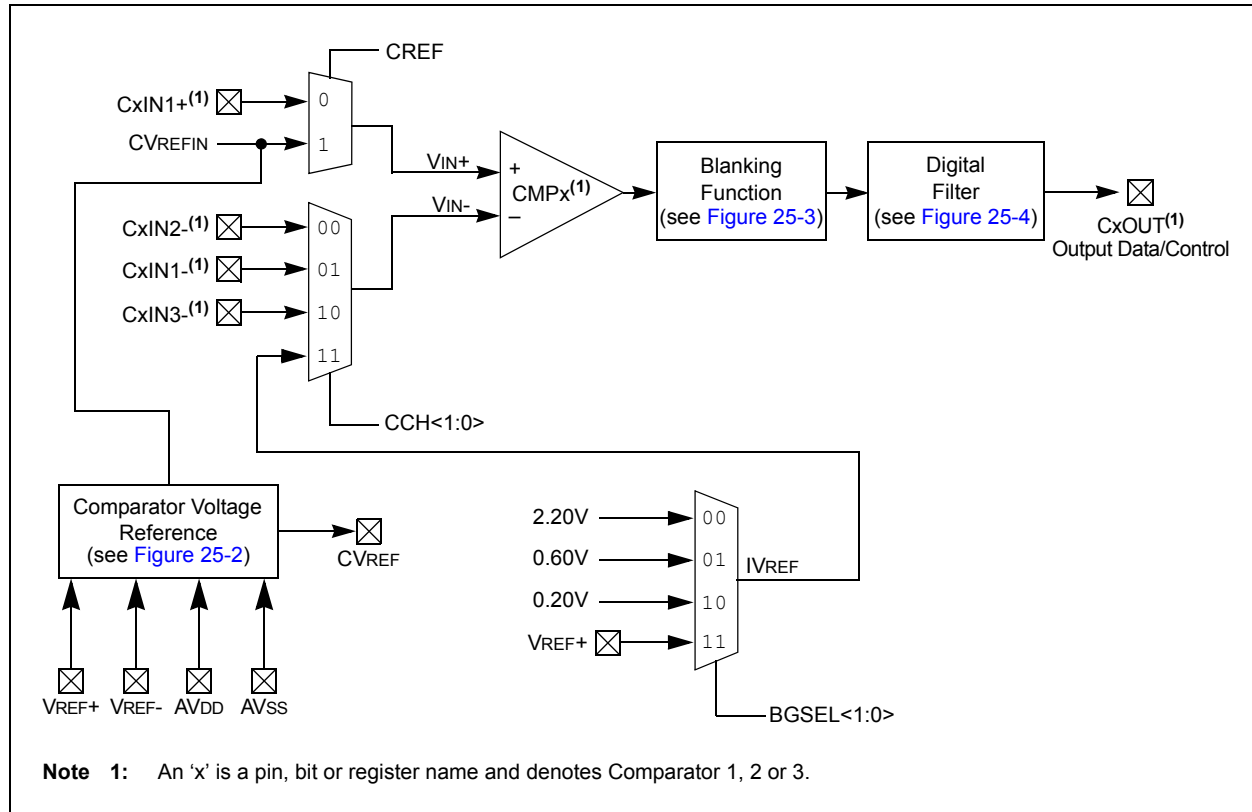 CREF
CxIN1+(1)
0
CVREFIN
1
VIN+
+
CMPx(1)
–
VIN-
Blanking
Function
(see Figure 25-3)
Digital
Filter
(see Figure 25-4)
CxOUT(1)
Output Data/Control
CxIN2-(1)
00
CxIN1-(1)
01
CxIN3-(1)
10
11
CCH<1:0>
Comparator Voltage
Reference
(see Figure 25-2)
CVREF
VREF+ VREF- AVDD AVSS
2.20V
00
0.60V
01
IVREF
0.20V
10
VREF+
11
BGSEL<1:0>
Note 1: An ‘x’ is a pin, bit or register name and denotes Comparator 1, 2 or 3.